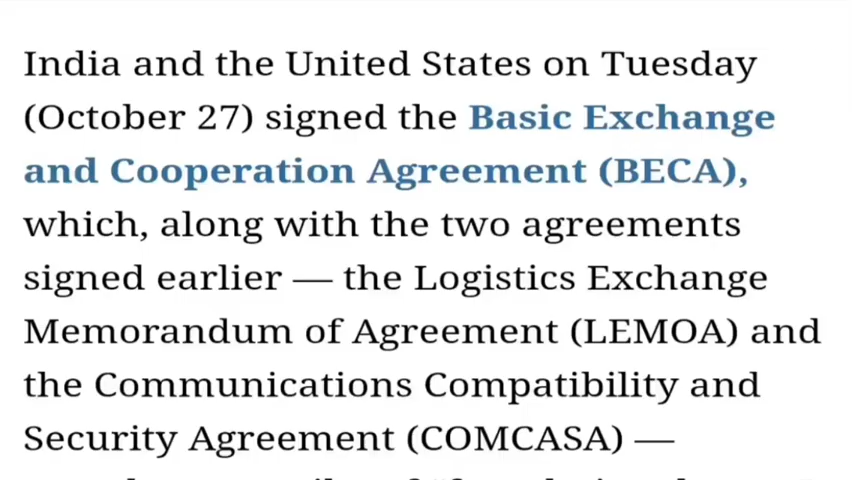 India and the United States on Tuesday
(October 27) signed the Basic Exchange
and Cooperation Agreement (BECA),
which, along with the two agreements
signed earlier — the Logistics Exchange
Memorandum of Agreement (LEMOA) and
the Communications Compatibility and
Security Agreement (COMCASA) —